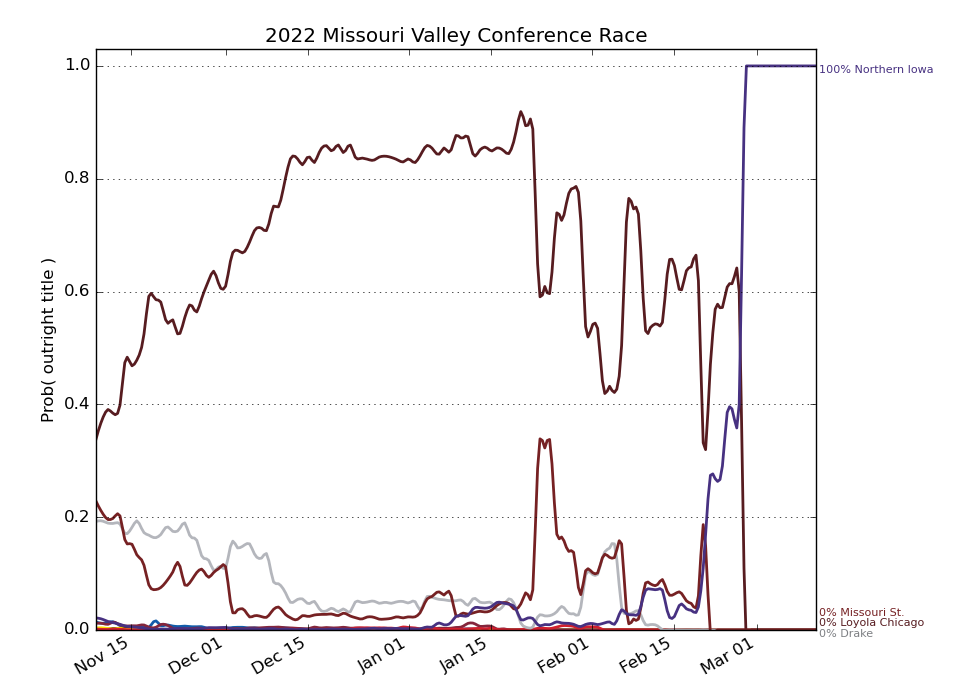 2022 Missouri Valley Conference Race
Prob( outright title )
1.0
0.8
0.6
0.4
0.2
0.0
Nov 15
Dec 01
Dec 15
Jan 01
Jan 15
Feb 01
Feb 15
Mar 01
100% Northern Iowa
0% Missouri St.
0% Loyola Chicago
0% Drake